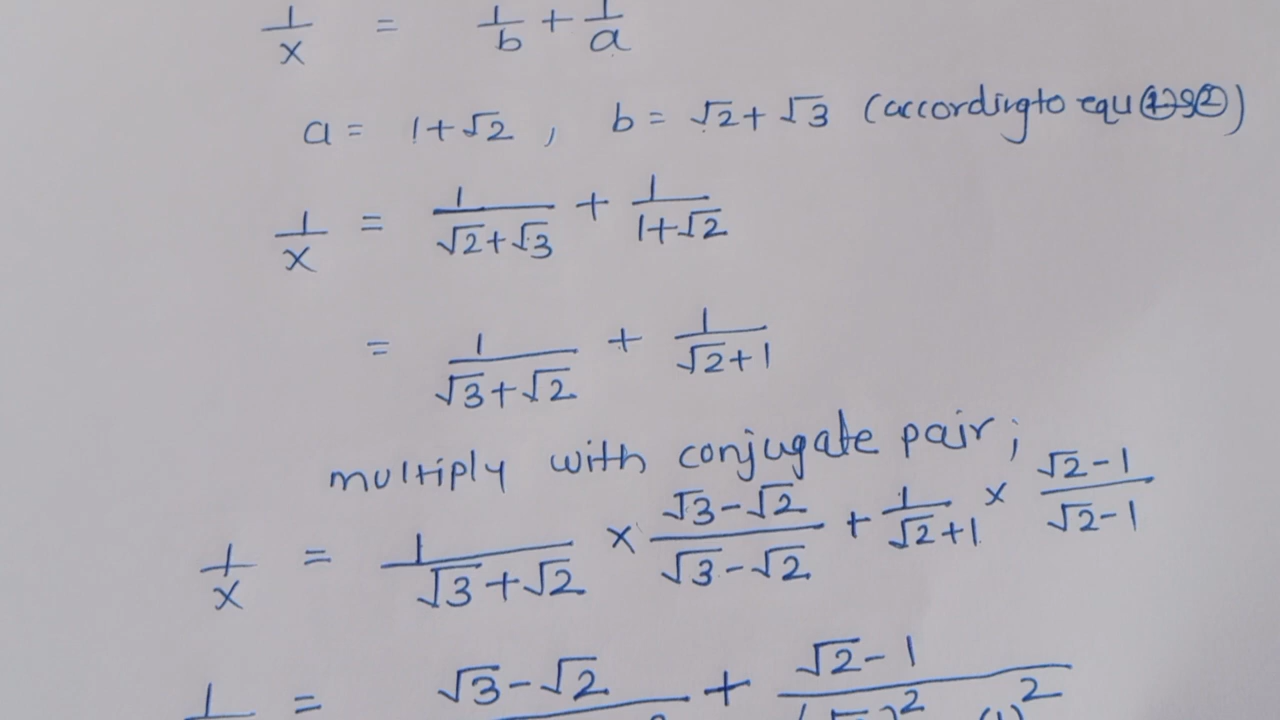 1/x = 1/b + 1/a
a = 1+√2 , b = √2+√3 (according to equ ① & ②)
1/x = 1/(√2+√3) + 1/(1+√2)
= 1/(√3+√2) + 1/(√2+1)
multiply with conjugate pair;
1/x = 1/(√3+√2) × (√3-√2)/(√3-√2) + 1/(√2+1) × (√2-1)/(√2-1)
1 = √3-√2 + √2-1